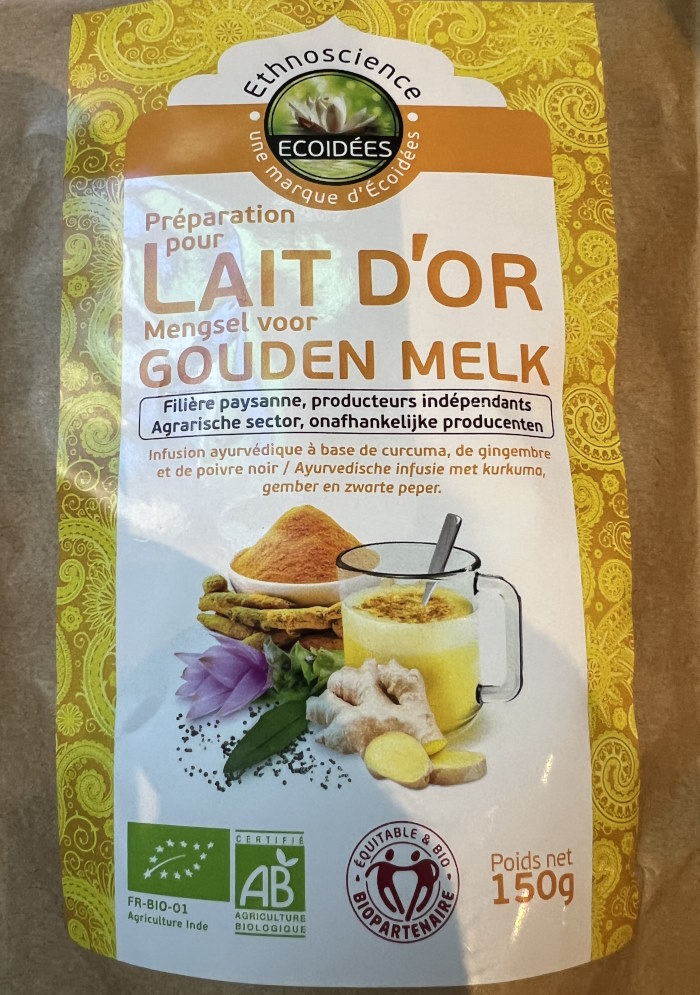 Ethnoscience
ECOIDÉES
une marque d'Écoidées
Préparation
pour
LAIT D'OR
Mengsel voor
GOUDEN MELK
Filière paysanne, producteurs indépendants
Agrarische sector, onafhankelijke producenten
Infusion ayurvédique à base de curcuma, de gingembre
et de poivre noir / Ayurvedische infusie met kurkuma,
gember en zwarte peper.
CERTIFIÉ
AB
AGRICULTURE
BIOLOGIQUE
FR-BIO-01
Agriculture Inde
ÉQUITABLE & BIO
BIOPARTENAIRE
Poids net
150g